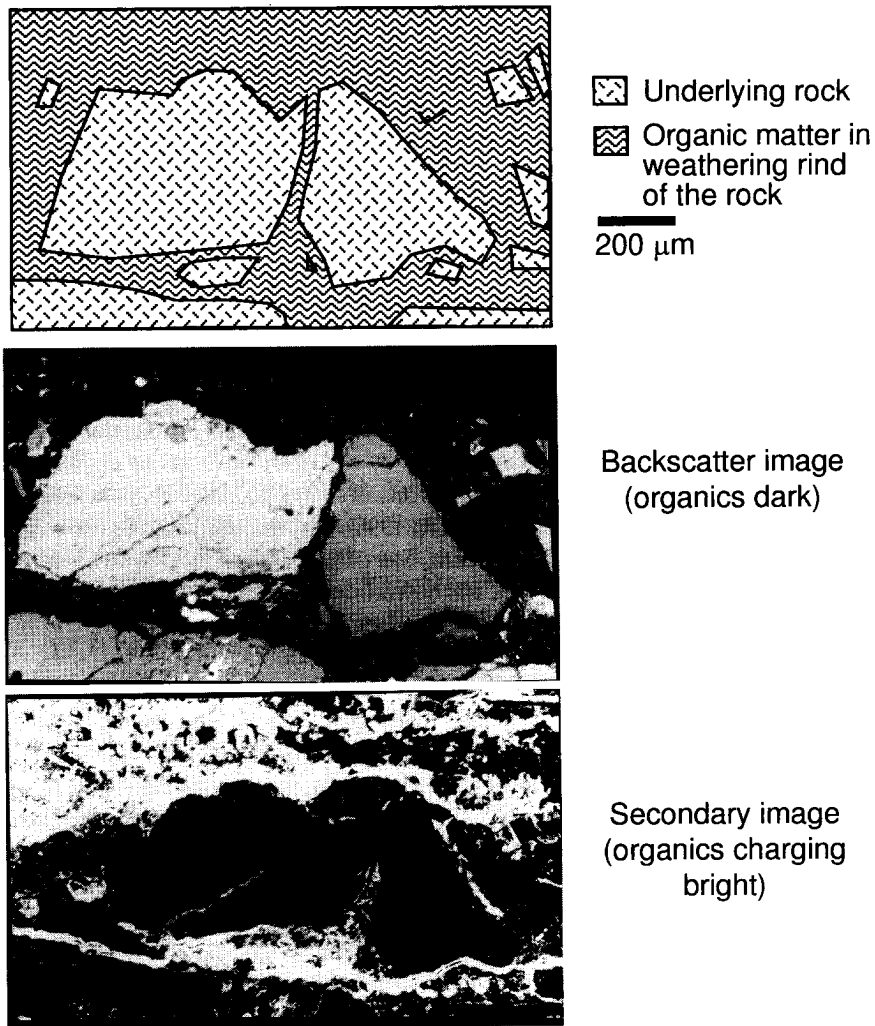 Underlying rock
Organic matter in
weathering rind
of the rock
200 μm
Backscatter image
(organics dark)
Secondary image
(organics charging
bright)